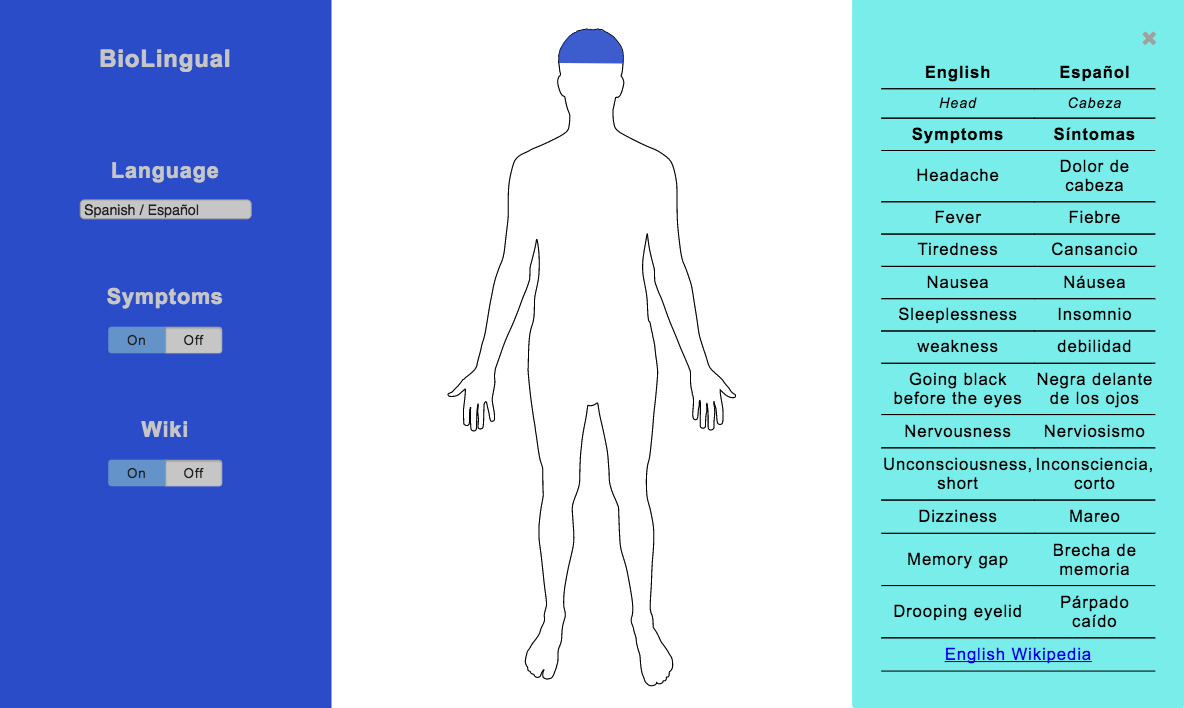 BioLingual
Language
Spanish / Español
Symptoms
On Off
Wiki
On Off
✖
English Español
Head Cabeza
Symptoms Síntomas
Headache Dolor de
cabeza
Fever Fiebre
Tiredness Cansancio
Nausea Náusea
Sleeplessness Insomnio
weakness debilidad
Going black Negra delante
before the eyes de los ojos
Nervousness Nerviosismo
Unconsciousness, Inconsciencia,
short corto
Dizziness Mareo
Memory gap Brecha de
memoria
Drooping eyelid Párpado
caído
English Wikipedia